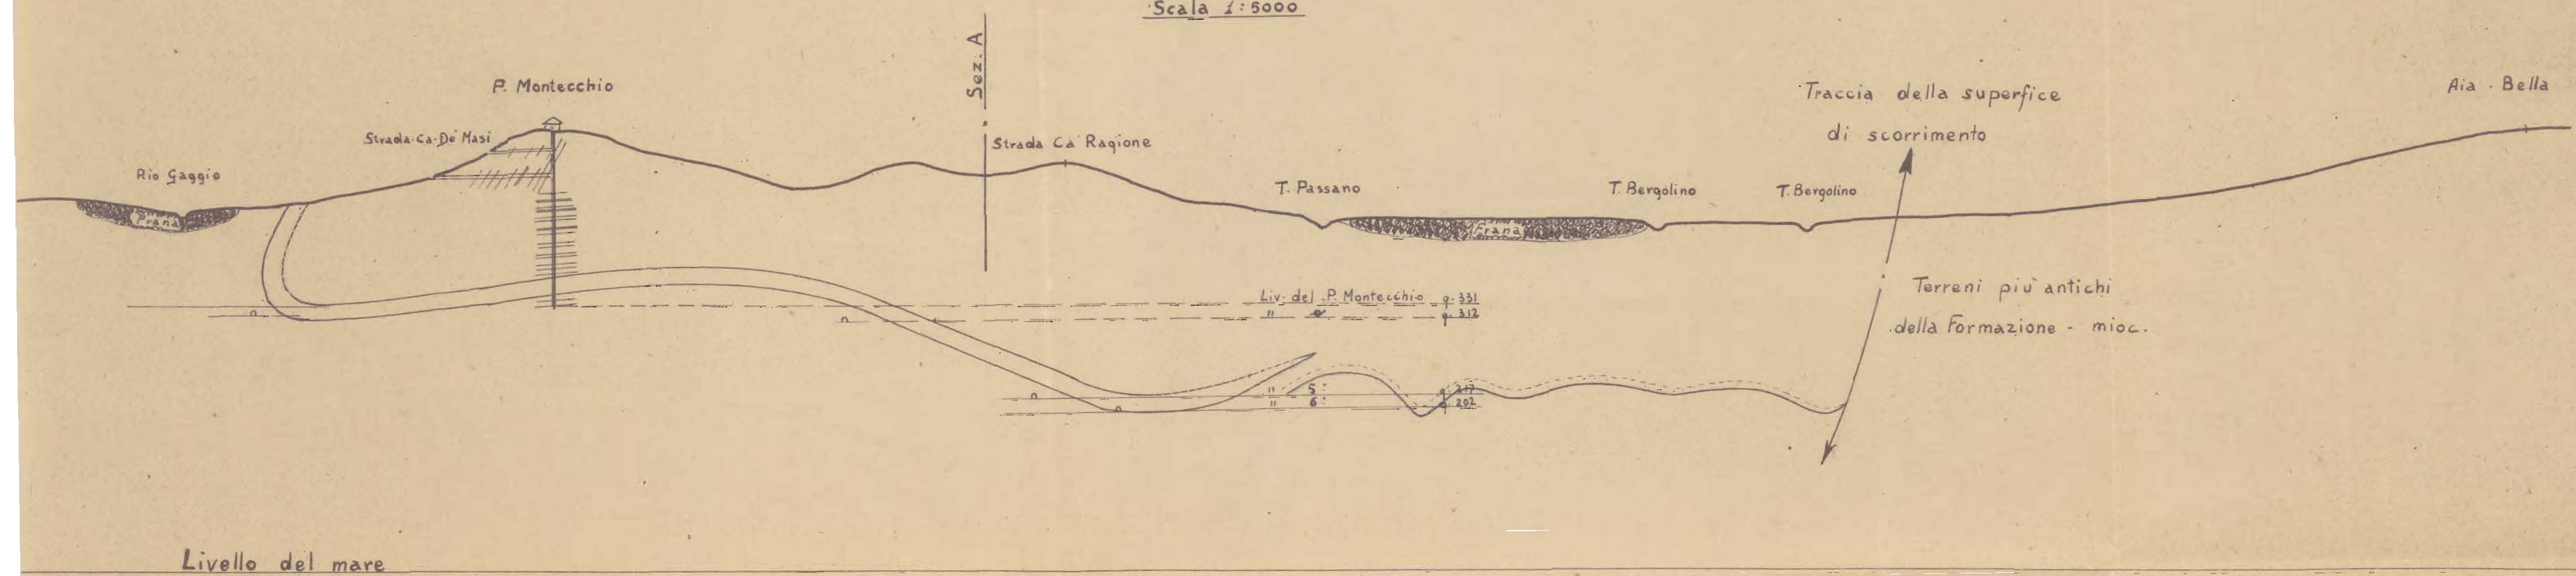 Scala 1:5000
Sez. A
P. Montecchio
Aia - Bella
Traccia della superfice
di scorrimento
Strada-Ca-De' Masi
Strada Ca' Ragione
Rio Gaggio
T. Passano
T. Bergolino
T. Bergolino
Frana
Frana
Terreni più antichi
della Formazione - mioc.
Liv. del P. Montecchio q. 331
" q. 312
" 5° q. 217
" 6° q. 202
Livello del mare